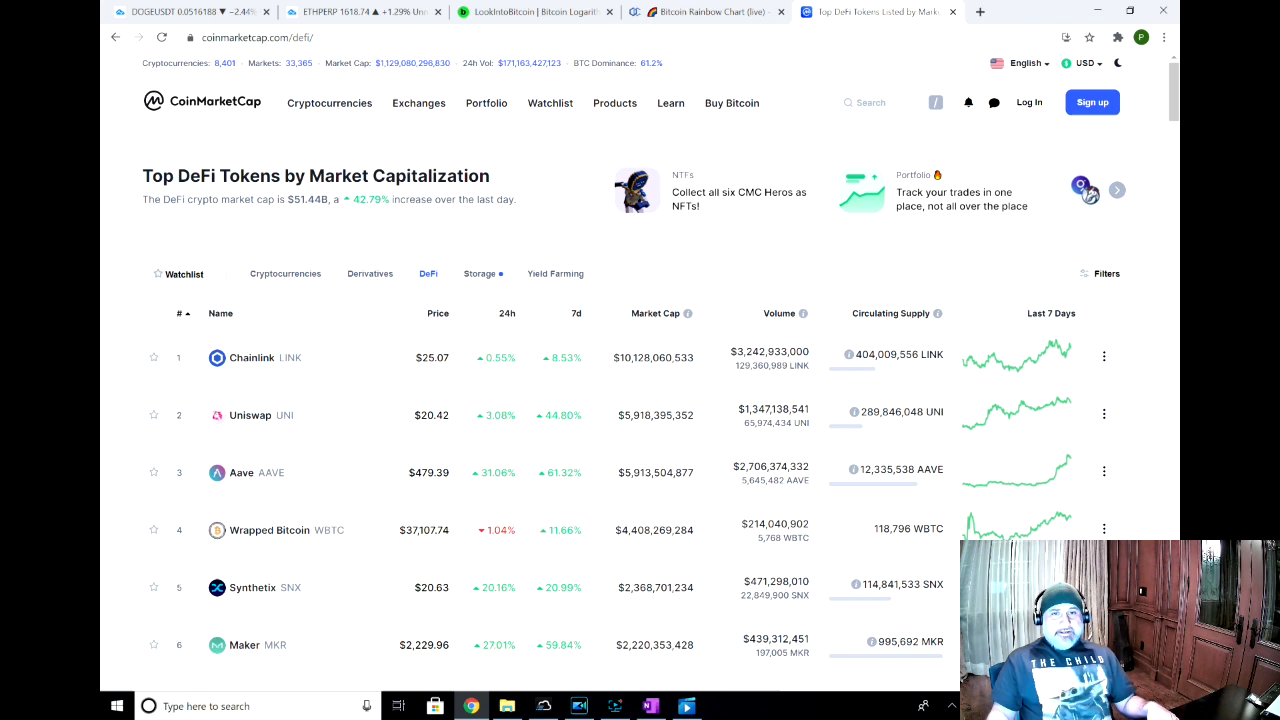 DOGEUSDT 0.0516188 ▼ −2.44%
ETHPERP 1618.74 ▲ +1.29% Unn
LookIntoBitcoin | Bitcoin Logarith
🌈 Bitcoin Rainbow Chart (live) -
Top DeFi Tokens Listed by Mark
coinmarketcap.com/defi/
P
Cryptocurrencies: 8,401 Markets: 33,365 Market Cap: $1,129,080,296,830 24h Vol: $171,163,427,123 BTC Dominance: 61.2%
English USD
CoinMarketCap
Cryptocurrencies Exchanges Portfolio Watchlist Products Learn Buy Bitcoin
Search /
Log In Sign up
Top DeFi Tokens by Market Capitalization
The DeFi crypto market cap is $51.44B, a ▲ 42.79% increase over the last day.
NTFs
Collect all six CMC Heros as
NFTs!
Portfolio 🔥
Track your trades in one
place, not all over the place
Watchlist Cryptocurrencies Derivatives DeFi Storage Yield Farming Filters
# Name Price 24h 7d Market Cap Volume Circulating Supply Last 7 Days
1 Chainlink LINK $25.07 0.55% 8.53% $10,128,060,533 $3,242,933,000 404,009,556 LINK
129,360,989 LINK
2 Uniswap UNI $20.42 3.08% 44.80% $5,918,395,352 $1,347,138,541 289,846,048 UNI
65,974,434 UNI
3 Aave AAVE $479.39 31.06% 61.32% $5,913,504,877 $2,706,374,332 12,335,538 AAVE
5,645,482 AAVE
4 Wrapped Bitcoin WBTC $37,107.74 1.04% 11.66% $4,408,269,284 $214,040,902 118,796 WBTC
5,768 WBTC
5 Synthetix SNX $20.63 20.16% 20.99% $2,368,701,234 $471,298,010 114,841,533 SNX
22,849,900 SNX
6 Maker MKR $2,229.96 27.01% 59.84% $2,220,353,428 $439,312,451 995,692 MKR
197,005 MKR
THE CHILD
Type here to search